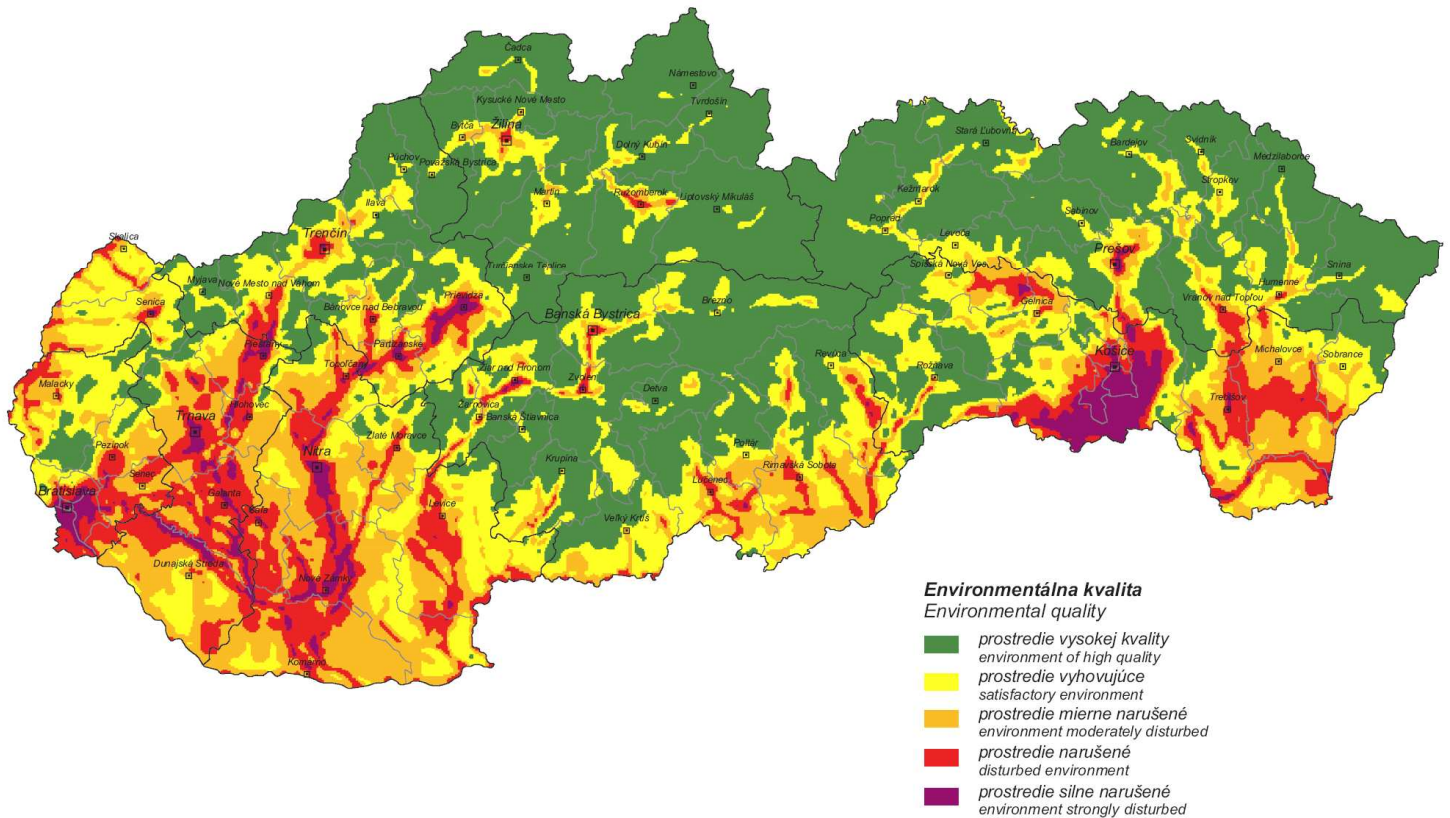 Čadca
Námestovo
Kysucké Nové Mesto
Tvrdošín
Bytča
Žilina
Stará Ľubovňa
Svidník
Bardejov
Medzilaborce
Dolný Kubín
Púchov
Považská Bystrica
Stropkov
Kežmarok
Martin
Ružomberok
Liptovský Mikuláš
Ilava
Sabinov
Poprad
Levoča
Trenčín
Skalica
Prešov
Turčianske Teplice
Spišská Nová Ves
Snina
Myjava
Nové Mesto nad Váhom
Humenné
Prievidza
Bánovce nad Bebravou
Brezno
Gelnica
Vranov nad Topľou
Senica
Banská Bystrica
Piešťany
Partizánske
Košice
Michalovce
Sobrance
Revúca
Rožňava
Topoľčany
Žiar nad Hronom
Zvolen
Detva
Malacky
Trebišov
Hlohovec
Žarnovica
Banská Štiavnica
Trnava
Zlaté Moravce
Pezinok
Poltár
Nitra
Krupina
Rimavská Sobota
Senec
Lučenec
Bratislava
Galanta
Levice
Šaľa
Veľký Krtíš
Dunajská Streda
Nové Zámky
Komárno
Environmentálna kvalita
Environmental quality
prostredie vysokej kvality
environment of high quality
prostredie vyhovujúce
satisfactory environment
prostredie mierne narušené
environment moderately disturbed
prostredie narušené
disturbed environment
prostredie silne narušené
environment strongly disturbed